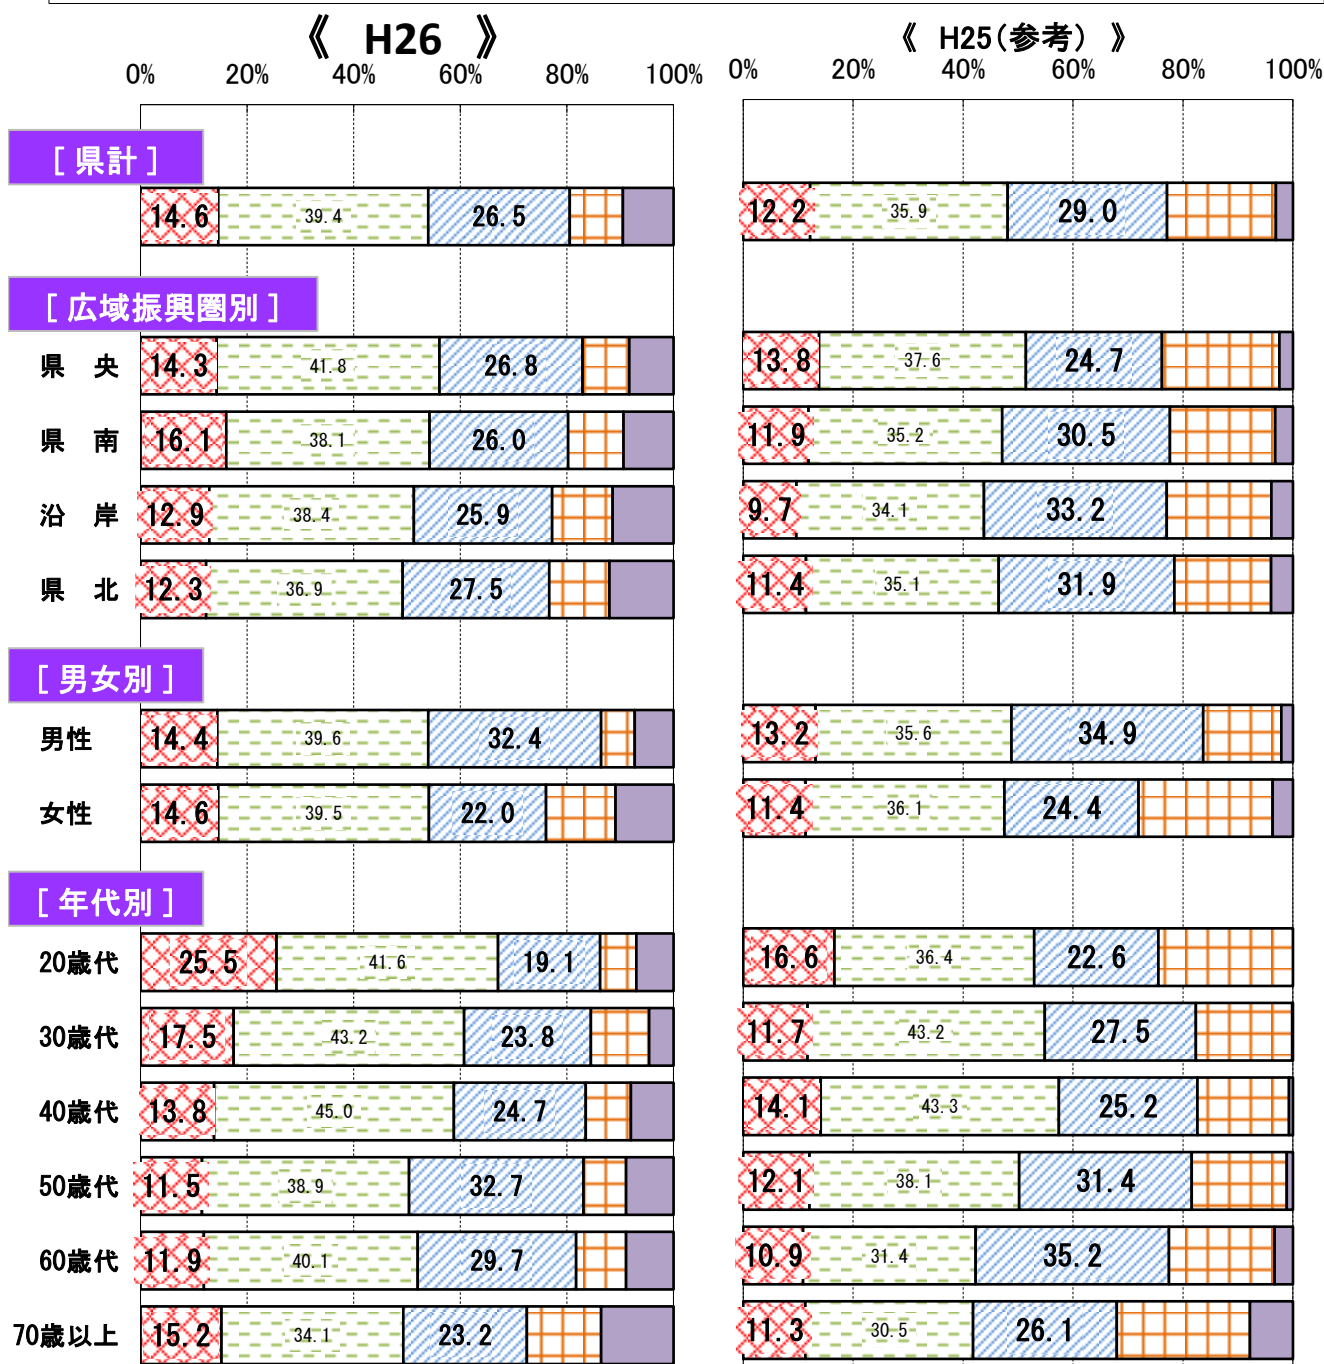 《 H26 》
《 H25(参考) 》
0% 20% 40% 60% 80% 100%
0% 20% 40% 60% 80% 100%
[ 県計 ]
14.6 39.4 26.5
12.2 35.9 29.0
[ 広域振興圏別 ]
県 央 14.3 41.8 26.8
13.8 37.6 24.7
県 南 16.1 38.1 26.0
11.9 35.2 30.5
沿 岸 12.9 38.4 25.9
9.7 34.1 33.2
県 北 12.3 36.9 27.5
11.4 35.1 31.9
[ 男女別 ]
男性 14.4 39.6 32.4
13.2 35.6 34.9
女性 14.6 39.5 22.0
11.4 36.1 24.4
[ 年代別 ]
20歳代 25.5 41.6 19.1
16.6 36.4 22.6
30歳代 17.5 43.2 23.8
11.7 43.2 27.5
40歳代 13.8 45.0 24.7
14.1 43.3 25.2
50歳代 11.5 38.9 32.7
12.1 38.1 31.4
60歳代 11.9 40.1 29.7
10.9 31.4 35.2
70歳以上 15.2 34.1 23.2
11.3 30.5 26.1